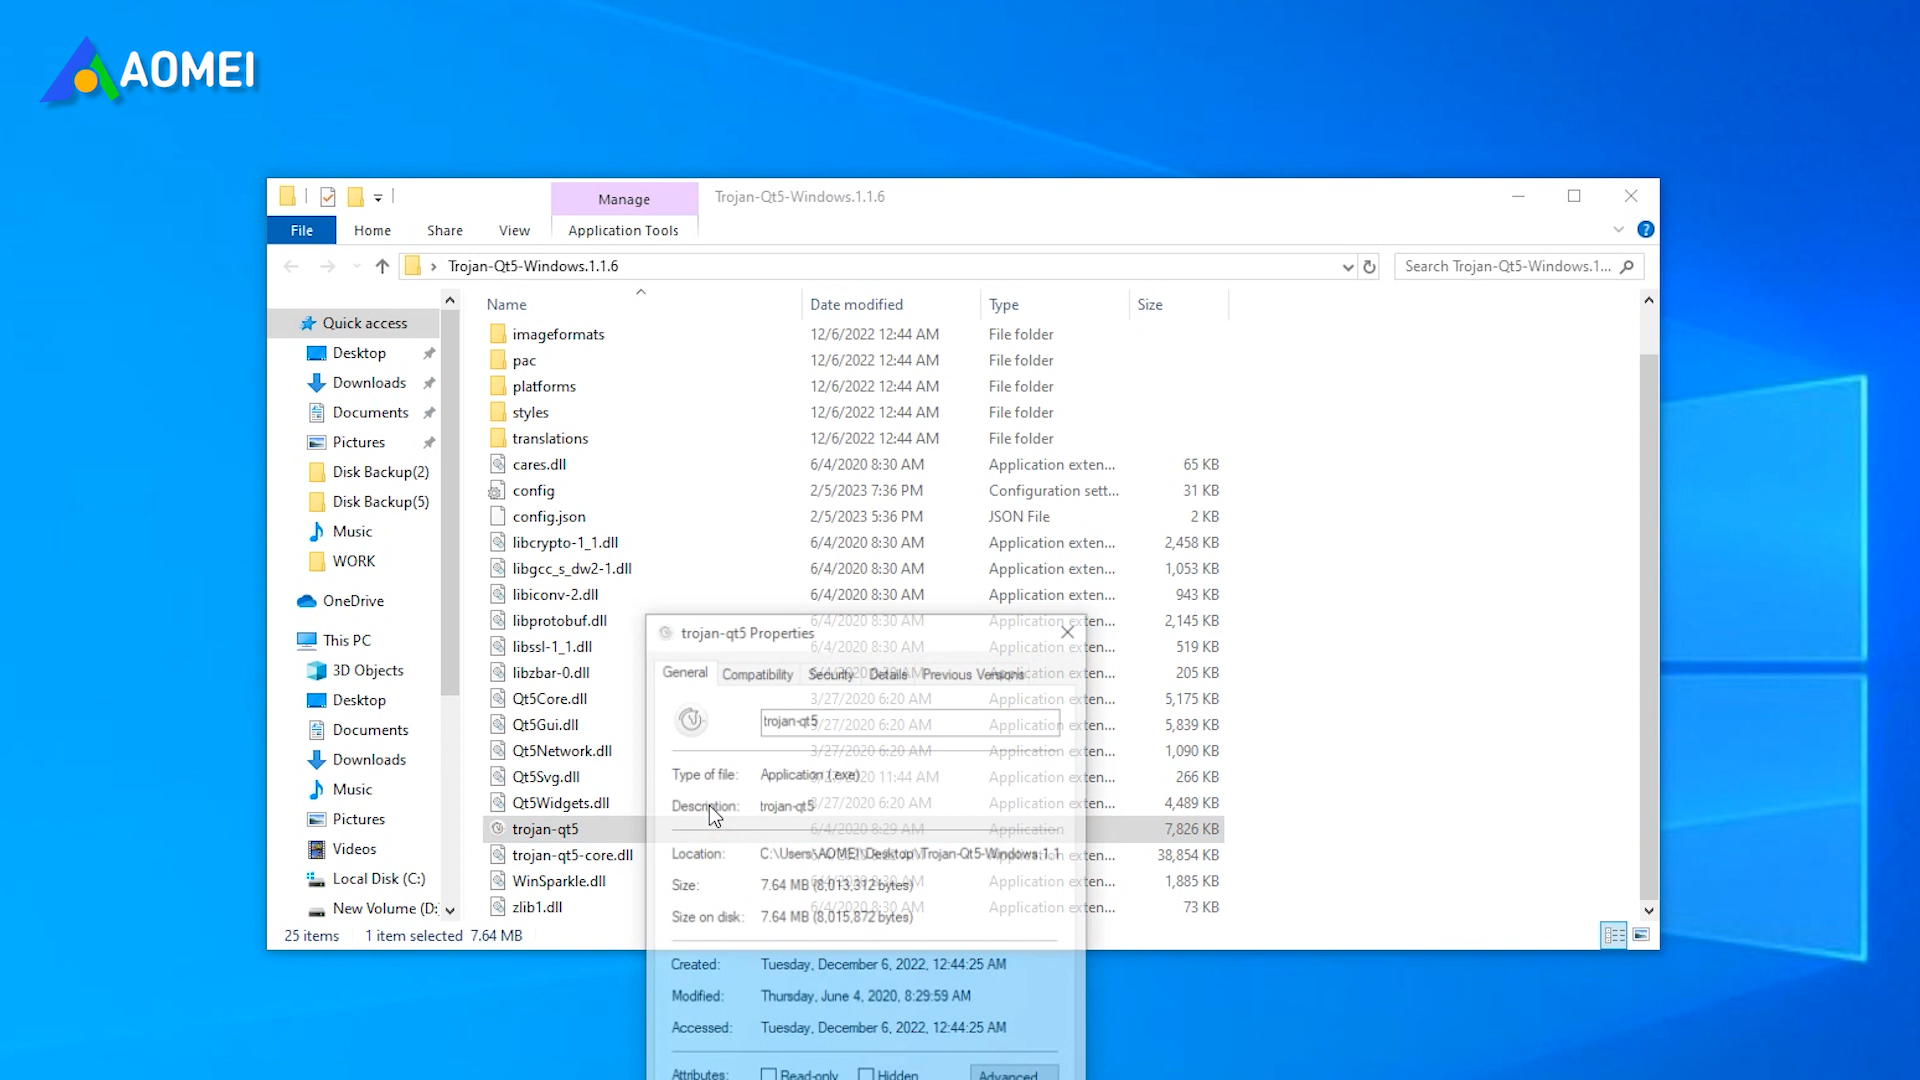 AOMEI
Manage
Trojan-Qt5-Windows.1.1.6
File
Home
Share
View
Application Tools
Trojan-Qt5-Windows.1.1.6
Search Trojan-Qt5-Windows.1...
Name
Date modified
Type
Size
Quick access
Desktop
Downloads
Documents
Pictures
Disk Backup(2)
Disk Backup(5)
Music
WORK
OneDrive
This PC
3D Objects
Desktop
Documents
Downloads
Music
Pictures
Videos
Local Disk (C:)
New Volume (D:
imageformats 12/6/2022 12:44 AM File folder
pac 12/6/2022 12:44 AM File folder
platforms 12/6/2022 12:44 AM File folder
styles 12/6/2022 12:44 AM File folder
translations 12/6/2022 12:44 AM File folder
cares.dll 6/4/2020 8:30 AM Application exten... 65 KB
config 2/5/2023 7:36 PM Configuration sett... 31 KB
config.json 2/5/2023 5:36 PM JSON File 2 KB
libcrypto-1_1.dll 6/4/2020 8:30 AM Application exten... 2,458 KB
libgcc_s_dw2-1.dll 6/4/2020 8:30 AM Application exten... 1,053 KB
libiconv-2.dll 6/4/2020 8:30 AM Application exten... 943 KB
libprotobuf.dll 6/4/2020 8:30 AM Application exten... 2,145 KB
libssl-1_1.dll 6/4/2020 8:30 AM Application exten... 519 KB
libzbar-0.dll Application exten... 205 KB
Qt5Core.dll 3/27/2020 6:20 AM Application exten... 5,175 KB
Qt5Gui.dll 3/27/2020 6:20 AM Application exten... 5,839 KB
Qt5Network.dll 3/27/2020 6:20 AM Application exten... 1,090 KB
Qt5Svg.dll 11:44 AM Application exten... 266 KB
Qt5Widgets.dll 3/27/2020 6:20 AM Application exten... 4,489 KB
trojan-qt5 6/4/2020 8:29 AM Application 7,826 KB
trojan-qt5-core.dll 38,854 KB
WinSparkle.dll Application exten... 1,885 KB
zlib1.dll 6/4/2020 8:30 AM Application exten... 73 KB
25 items 1 item selected 7.64 MB
trojan-qt5 Properties
General
Compatibility
Security
Details
Previous Versions
trojan-qt5
Type of file: Application (.exe)
Description: trojan-qt5
Location: C:\Users\AOMEI\Desktop\Trojan-Qt5-Windows.1.1
Size: 7.64 MB (8,013,312 bytes)
Size on disk: 7.64 MB (8,015,872 bytes)
Created: Tuesday, December 6, 2022, 12:44:25 AM
Modified: Thursday, June 4, 2020, 8:29:59 AM
Accessed: Tuesday, December 6, 2022, 12:44:25 AM
Attributes: Read-only Hidden Advanced